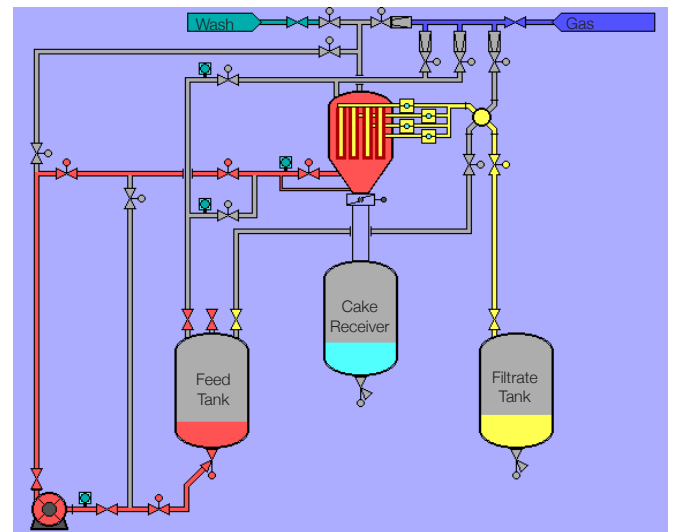 Wash
Gas
Cake
Receiver
Feed
Tank
Filtrate
Tank